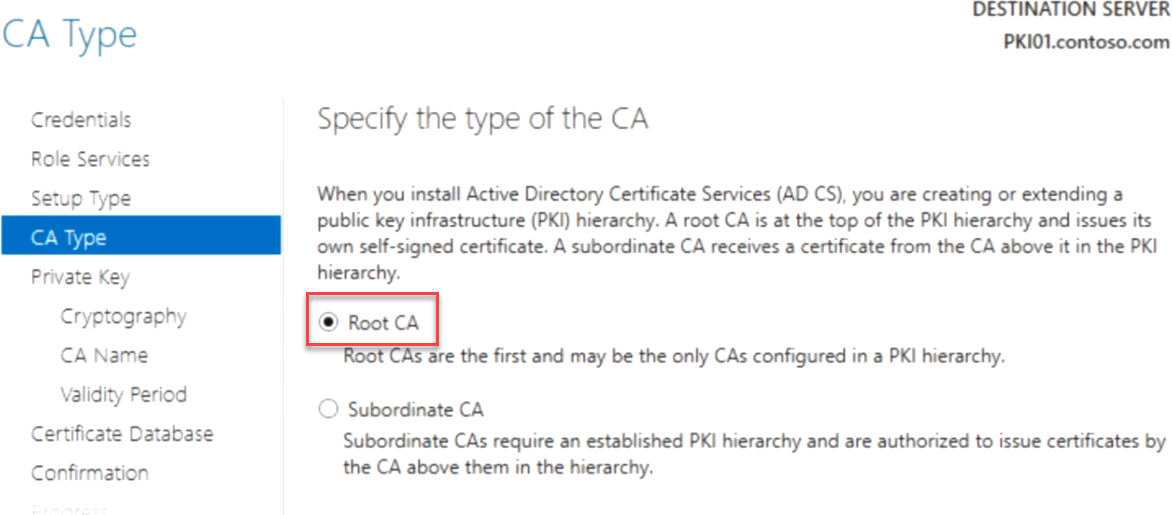 DESTINATION SERVER
PKI01.contoso.com
CA Type
Credentials
Role Services
Setup Type
CA Type
Private Key
Cryptography
CA Name
Validity Period
Certificate Database
Confirmation
Progress
Specify the type of the CA
When you install Active Directory Certificate Services (AD CS), you are creating or extending a
public key infrastructure (PKI) hierarchy. A root CA is at the top of the PKI hierarchy and issues its
own self-signed certificate. A subordinate CA receives a certificate from the CA above it in the PKI
hierarchy.
Root CA
Root CAs are the first and may be the only CAs configured in a PKI hierarchy.
Subordinate CA
Subordinate CAs require an established PKI hierarchy and are authorized to issue certificates by
the CA above them in the hierarchy.